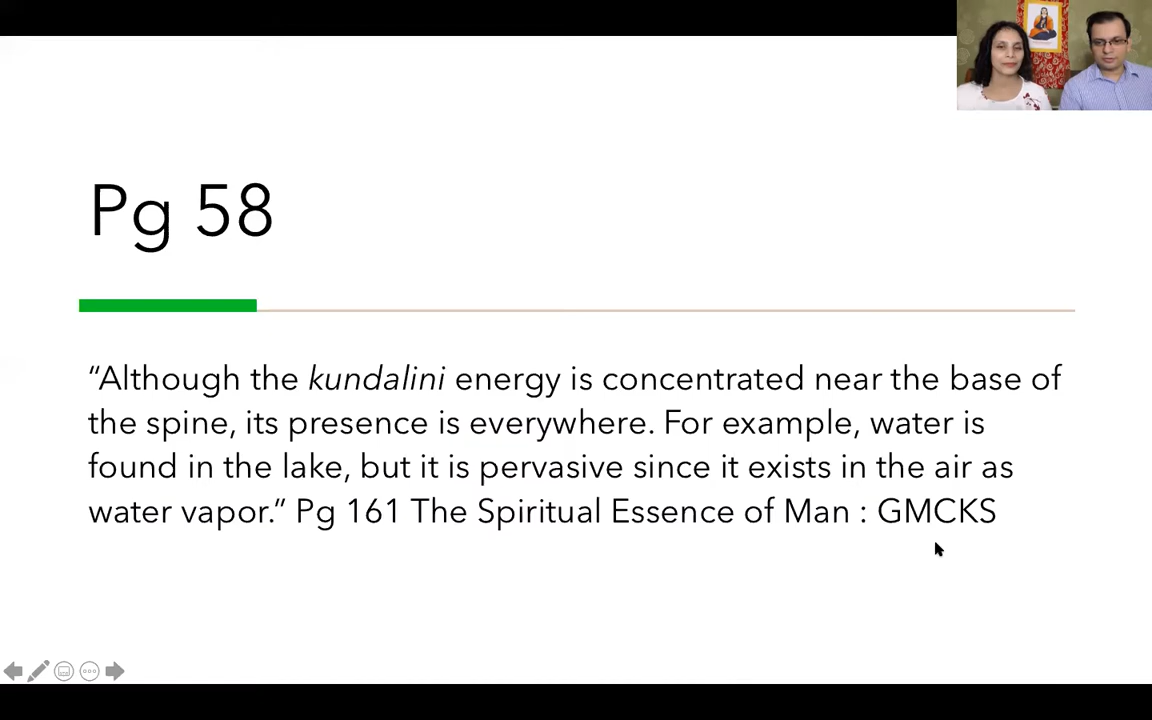 Pg 58
“Although the kundalini energy is concentrated near the base of
the spine, its presence is everywhere. For example, water is
found in the lake, but it is pervasive since it exists in the air as
water vapor.” Pg 161 The Spiritual Essence of Man : GMCKS